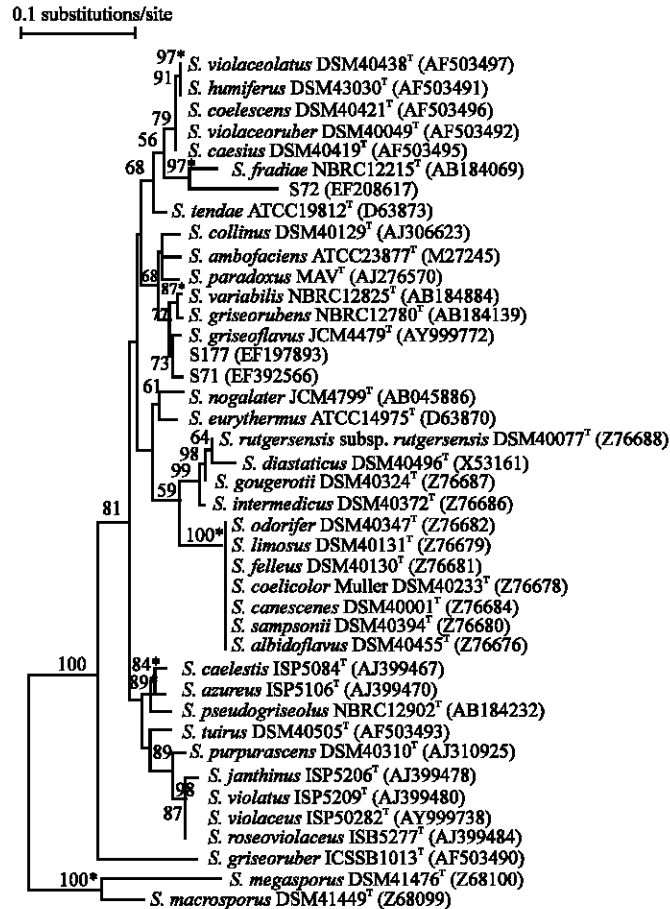 0.1 substitutions/site
97*
S. violaceolatus DSM40438T (AF503497)
91
S. humiferus DSM43030T (AF503491)
S. coelescens DSM40421T (AF503496)
79
S. violaceoruber DSM40049T (AF503492)
56
S. caesius DSM40419T (AF503495)
68
97*
S. fradiae NBRC12215T (AB184069)
S72 (EF208617)
S. tendae ATCC19812T (D63873)
S. collinus DSM40129T (AJ306623)
S. ambofaciens ATCC23877T (M27245)
68
S. paradoxus MAVT (AJ276570)
87*
S. variabilis NBRC12825T (AB184884)
77
S. griseorubens NBRC12780T (AB184139)
S. griseoflavus JCM4479T (AY999772)
S177 (EF197893)
73
S71 (EF392566)
61
S. nogalater JCM4799T (AB045886)
S. eurythermus ATCC14975T (D63870)
64
S. rutgersensis subsp. rutgersensis DSM40077T (Z76688)
98
S. diastaticus DSM40496T (X53161)
99
S. gougerotii DSM40324T (Z76687)
59
S. intermedicus DSM40372T (Z76686)
81
S. odorifer DSM40347T (Z76682)
100*
S. limosus DSM40131T (Z76679)
S. felleus DSM40130T (Z76681)
S. coelicolor Muller DSM40233T (Z76678)
S. canescenes DSM40001T (Z76684)
S. sampsonii DSM40394T (Z76680)
S. albidoflavus DSM40455T (Z76676)
100
84*
S. caelestis ISP5084T (AJ399467)
89*
S. azureus ISP5106T (AJ399470)
S. pseudogriseolus NBRC12902T (AB184232)
S. tuirus DSM40505T (AF503493)
89
S. purpurascens DSM40310T (AJ310925)
S. janthinus ISP5206T (AJ399478)
98
S. violatus ISP5209T (AJ399480)
87
S. violaceus ISP50282T (AY999738)
S. roseoviolaceus ISB5277T (AJ399484)
S. griseoruber ICSSB1013T (AF503490)
100*
S. megasporus DSM41476T (Z68100)
S. macrosporus DSM41449T (Z68099)